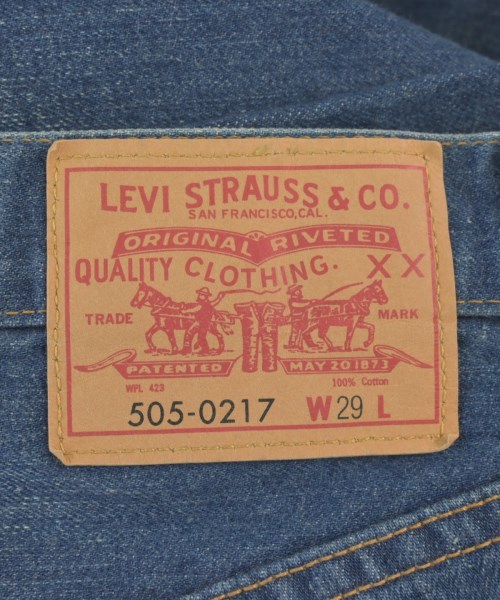 LEVI STRAUSS & CO.
SAN FRANCISCO, CAL.
ORIGINAL RIVETED
QUALITY CLOTHING. XX
TRADE MARK
PATENTED MAY 20 1873
WPL 423 100% Cotton
505-0217 W 29 L